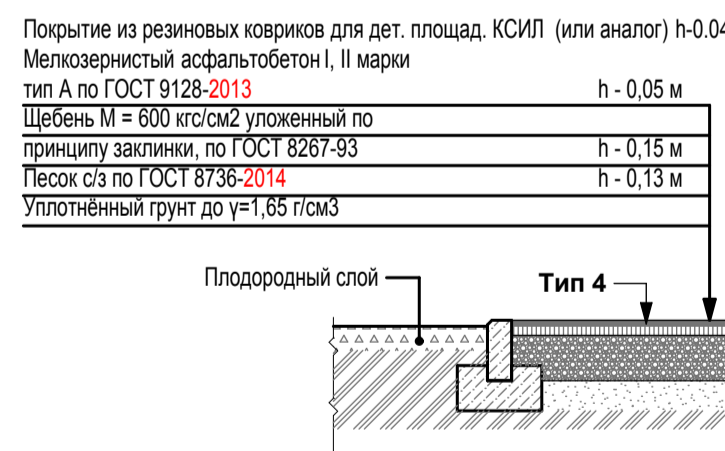 Покрытие из резиновых ковриков для дет. площад. КСИЛ (или аналог) h-0.04
Мелкозернистый асфальтобетон I, II марки
тип А по ГОСТ 9128-2013 h - 0,05 м
Щебень М = 600 кгс/см2 уложенный по
принципу заклинки, по ГОСТ 8267-93 h - 0,15 м
Песок с/з по ГОСТ 8736-2014 h - 0,13 м
Уплотнённый грунт до γ=1,65 г/см3
Плодородный слой
Тип 4